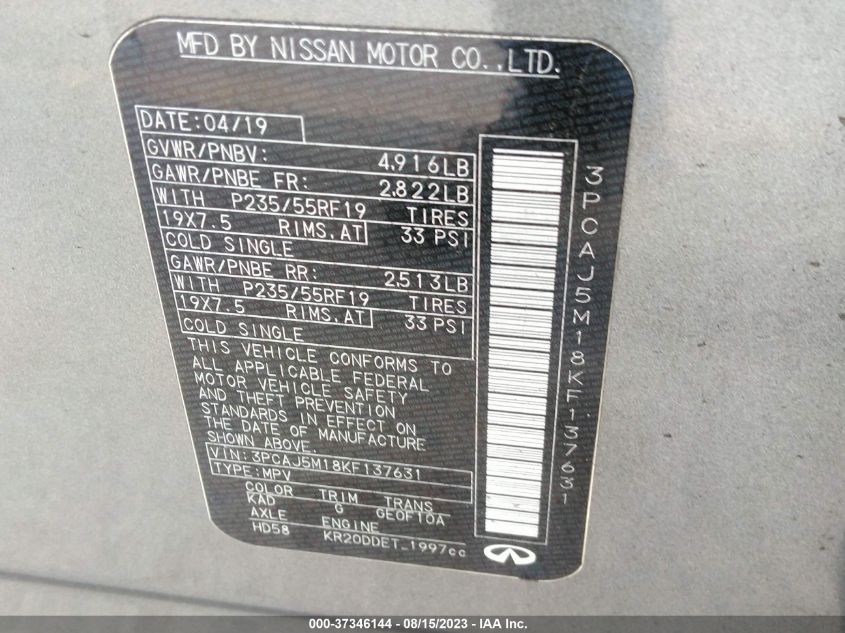 MFD BY NISSAN MOTOR CO.,LTD.
DATE:04/19
GVWR/PNBV: 4,916LB
GAWR/PNBE FR: 2,822LB
WITH P235/55RF19 TIRES
19X7.5 RIMS,AT 33 PSI
COLD SINGLE
GAWR/PNBE RR: 2,513LB
WITH P235/55RF19 TIRES
19X7.5 RIMS,AT 33 PSI
COLD SINGLE
THIS VEHICLE CONFORMS TO
ALL APPLICABLE FEDERAL
MOTOR VEHICLE SAFETY
AND THEFT PREVENTION
STANDARDS IN EFFECT ON
THE DATE OF MANUFACTURE
SHOWN ABOVE.
VIN: 3PCAJ5M18KF137631
TYPE:MPV
COLOR TRIM TRANS
KAD G GEOF10A
AXLE ENGINE
HD58 KR20DDET 1997cc
3PCAJ5M18KF137631
000-37346144 - 08/15/2023 - IAA Inc.